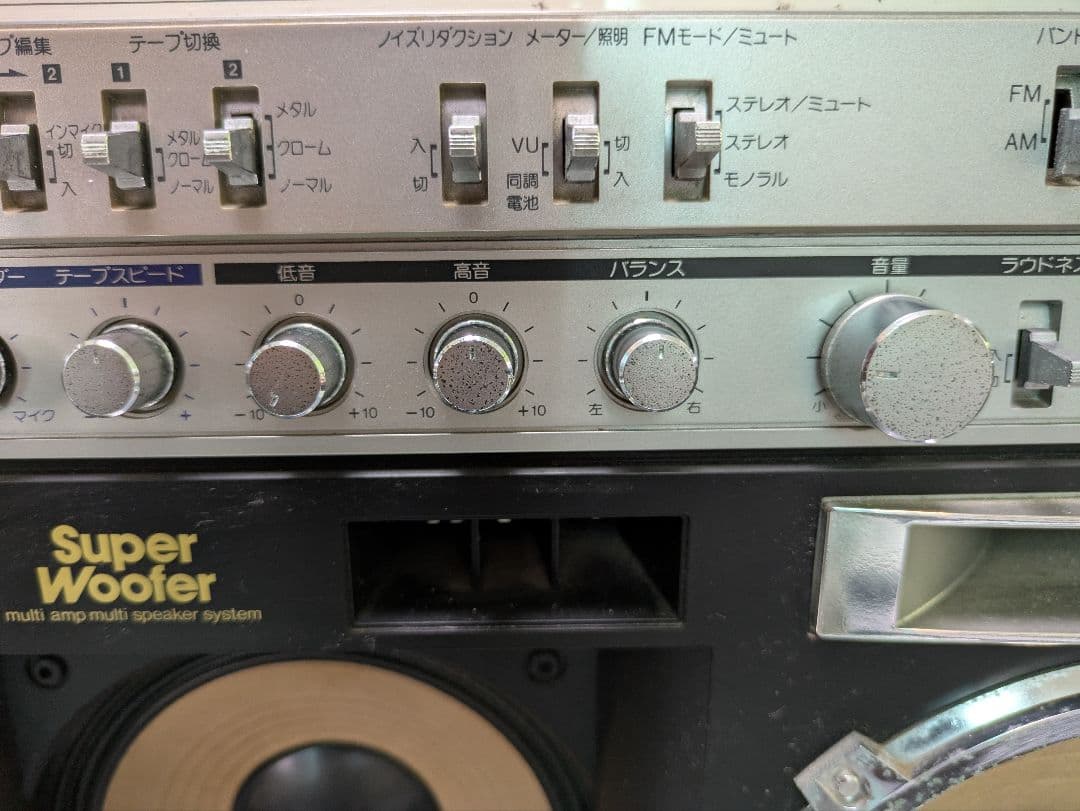 プ編集
テープ切換
ノイズリダクション
メーター/照明
FMモード/ミュート
バンド
2
1
2
インマイク
切
入
メタル
クローム
ノーマル
メタル
クローム
ノーマル
入
切
VU
同調
電池
切
入
ステレオ/ミュート
ステレオ
モノラル
FM
AM
ダー
テープスピード
低音
高音
バランス
音量
ラウドネス
マイク
+
0
-10
+10
0
-10
+10
左
右
小
入
切
Super
Woofer
multi amp multi speaker system